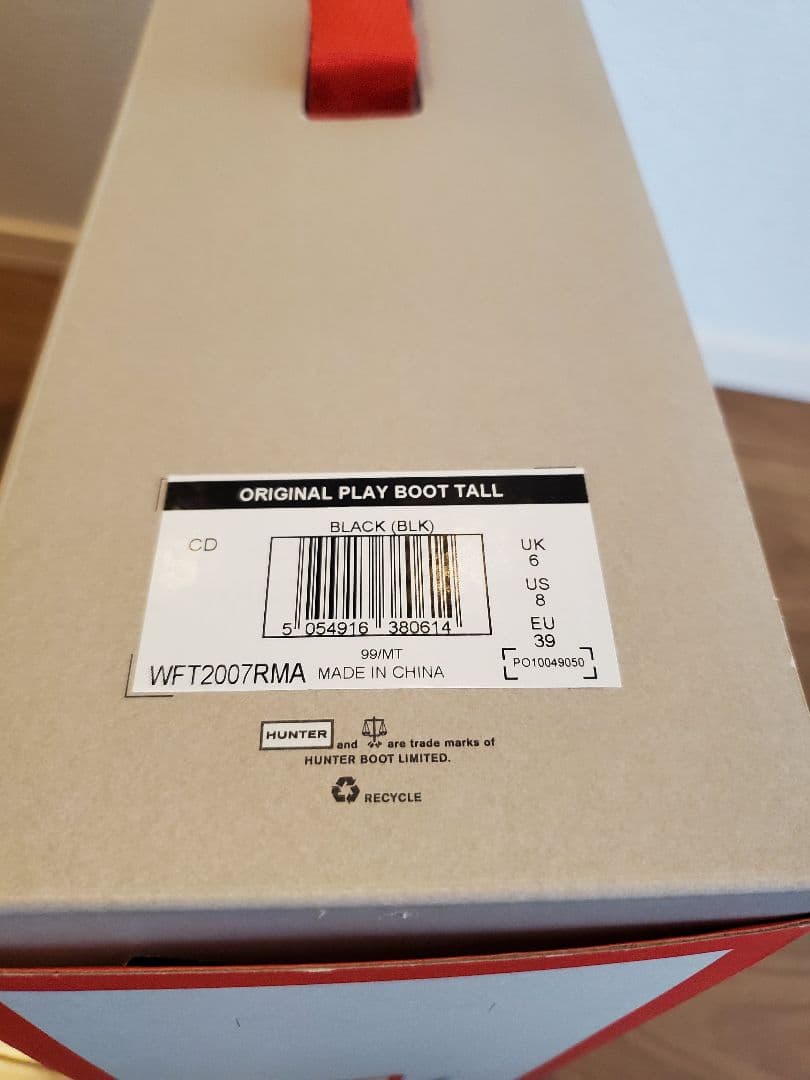 ORIGINAL PLAY BOOT TALL
BLACK (BLK)
CD
5 054916 380614
UK
6
US
8
EU
39
99/MT
WFT2007RMA MADE IN CHINA
PO10049050
HUNTER and are trade marks of
HUNTER BOOT LIMITED.
RECYCLE